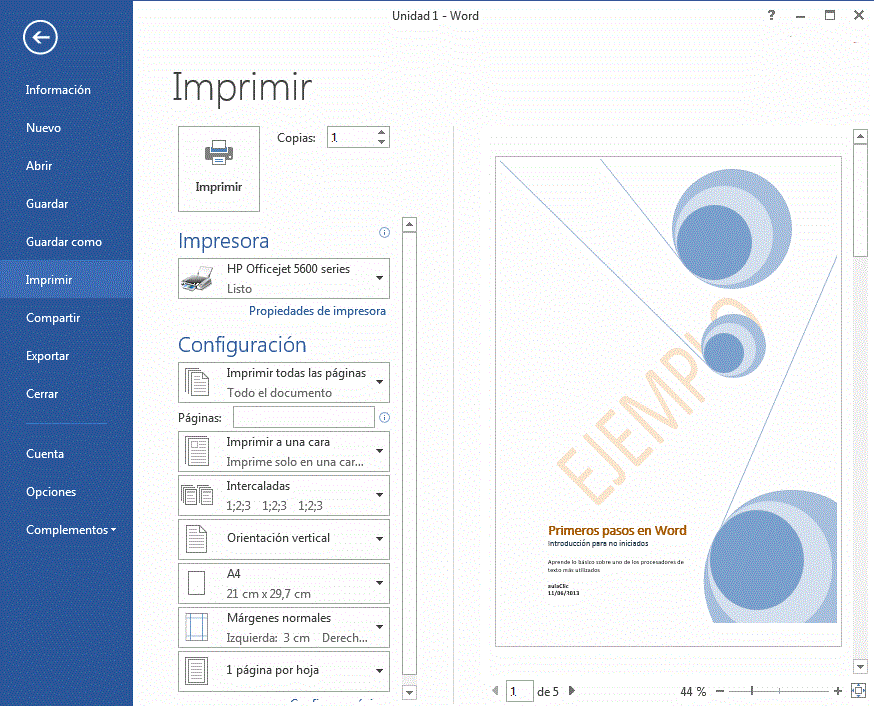 Unidad 1 - Word
?
Información
Nuevo
Abrir
Guardar
Guardar como
Imprimir
Compartir
Exportar
Cerrar
Cuenta
Opciones
Complementos
Imprimir
Imprimir
Copias: 1
Impresora
HP Officejet 5600 series
Listo
Propiedades de impresora
Configuración
Imprimir todas las páginas
Todo el documento
Páginas:
Imprimir a una cara
Imprime solo en una car...
Intercaladas
1;2;3 1;2;3 1;2;3
Orientación vertical
A4
21 cm x 29,7 cm
Márgenes normales
Izquierda: 3 cm Derech...
1 página por hoja
EJEMPLO
Primeros pasos en Word
Introducción para no iniciados
Aprende lo básico sobre uno de los procesadores de
texto más utilizados
aulaClic
11/06/2013
1 de 5
44 %